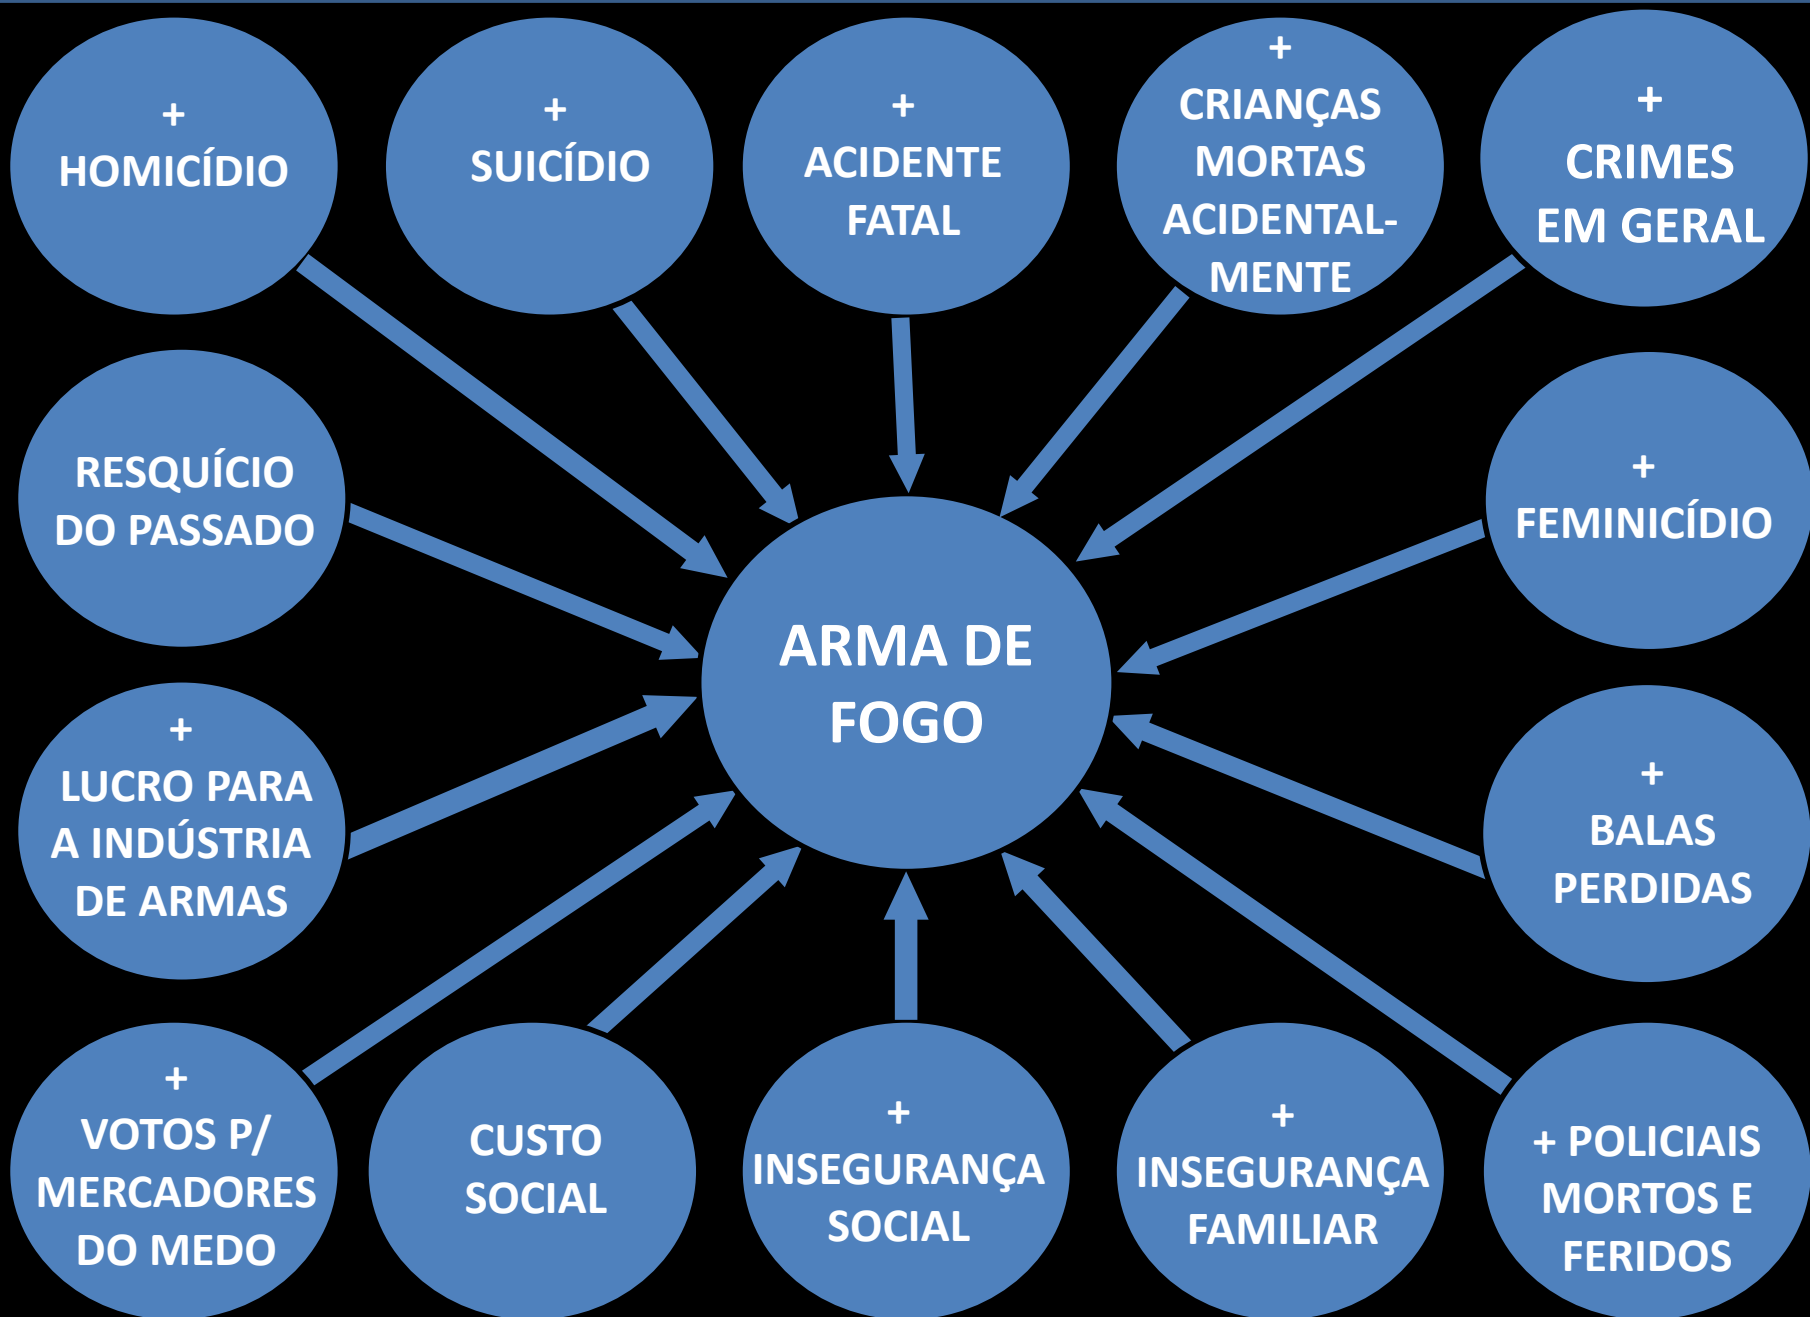 +
HOMICÍDIO
+
SUICÍDIO
+
ACIDENTE
FATAL
+
CRIANÇAS
MORTAS
ACIDENTAL-
MENTE
+
CRIMES
EM GERAL
RESQUÍCIO
DO PASSADO
+
FEMINICÍDIO
ARMA DE
FOGO
+
LUCRO PARA
A INDÚSTRIA
DE ARMAS
+
BALAS
PERDIDAS
+
VOTOS P/
MERCADORES
DO MEDO
CUSTO
SOCIAL
+
INSEGURANÇA
SOCIAL
+
INSEGURANÇA
FAMILIAR
+ POLICIAIS
MORTOS E
FERIDOS